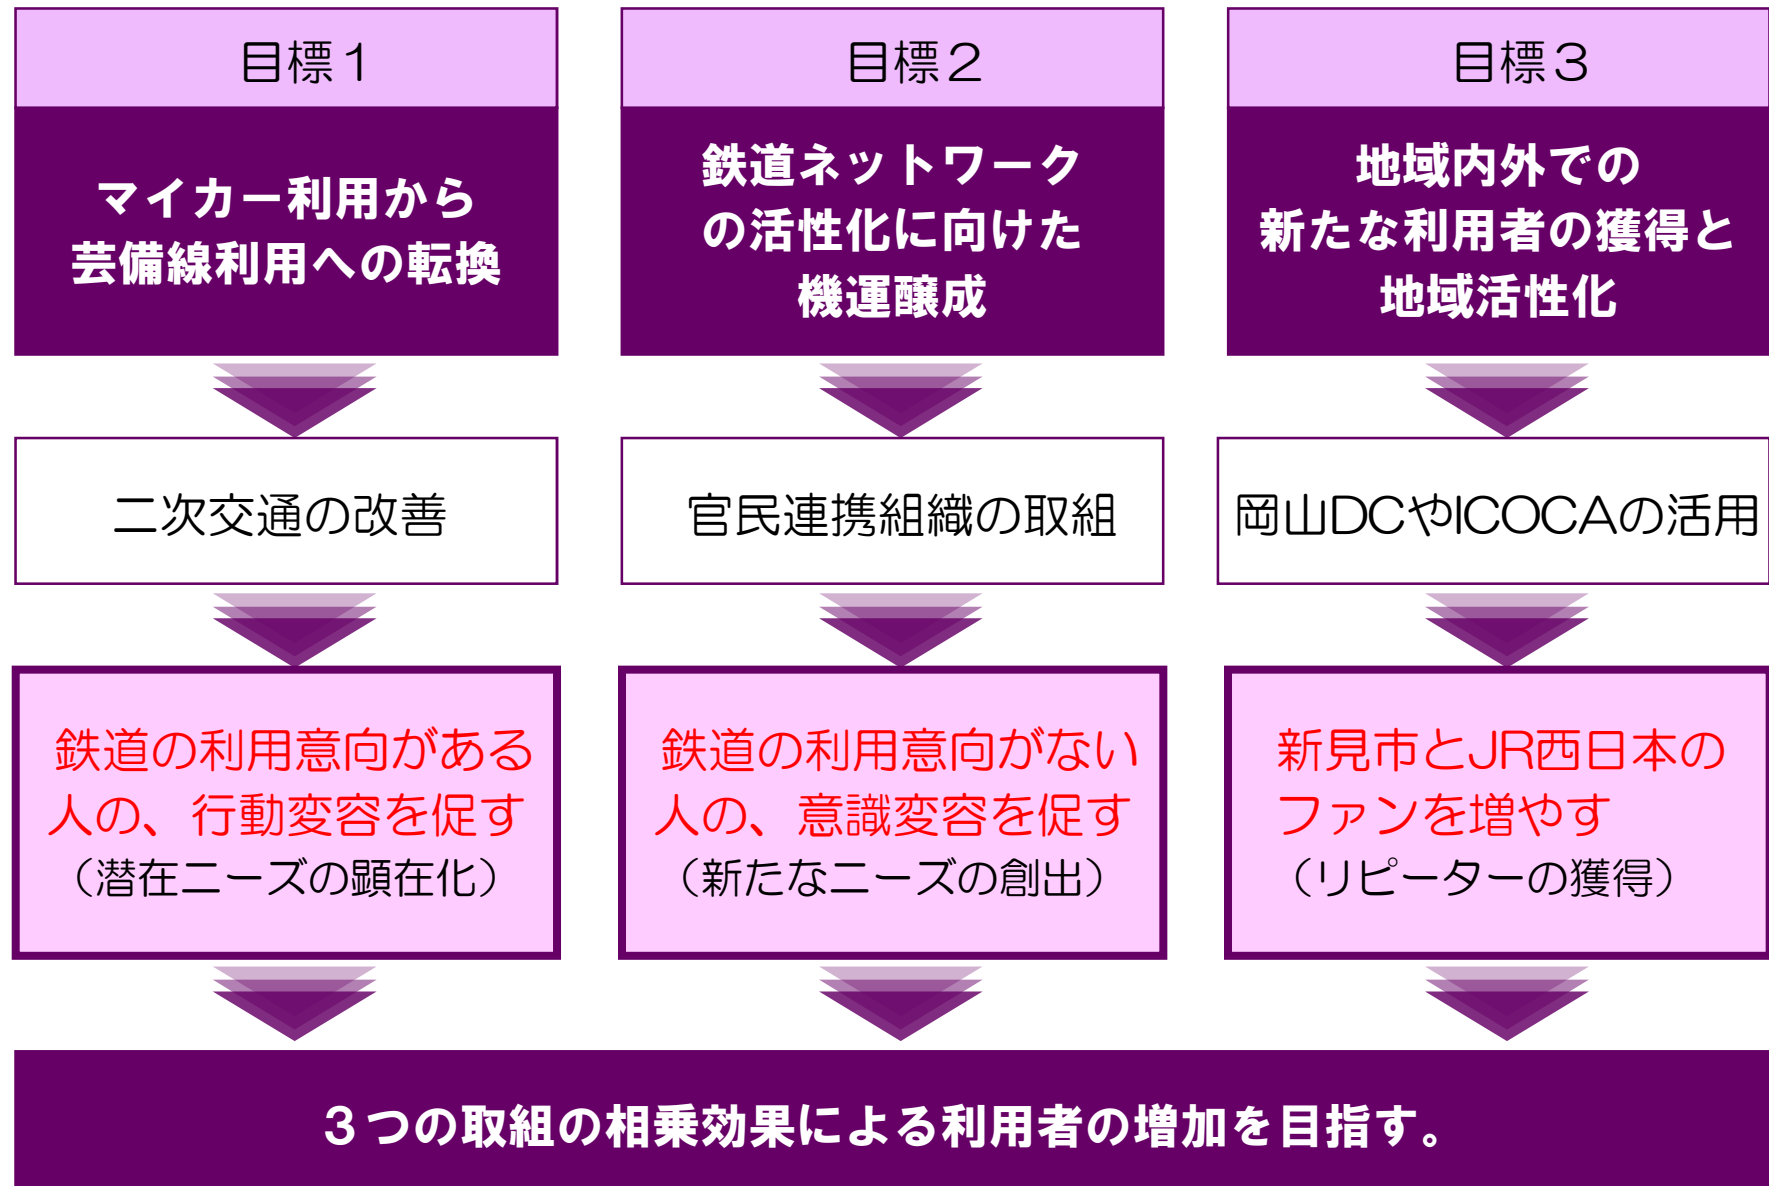 目標１
マイカー利用から
芸備線利用への転換
二次交通の改善
鉄道の利用意向がある
人の、行動変容を促す
（潜在ニーズの顕在化）
目標２
鉄道ネットワーク
の活性化に向けた
機運醸成
官民連携組織の取組
鉄道の利用意向がない
人の、意識変容を促す
（新たなニーズの創出）
目標３
地域内外での
新たな利用者の獲得と
地域活性化
岡山DCやICOCAの活用
新見市とJR西日本の
ファンを増やす
（リピーターの獲得）
３つの取組の相乗効果による利用者の増加を目指す。